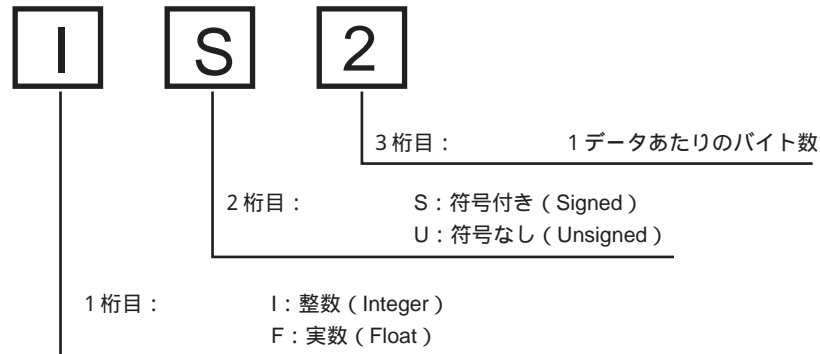 I S 2
3桁目： 1データあたりのバイト数
2桁目： S：符号付き（Signed）
U：符号なし（Unsigned）
1桁目： I：整数（Integer）
F：実数（Float）